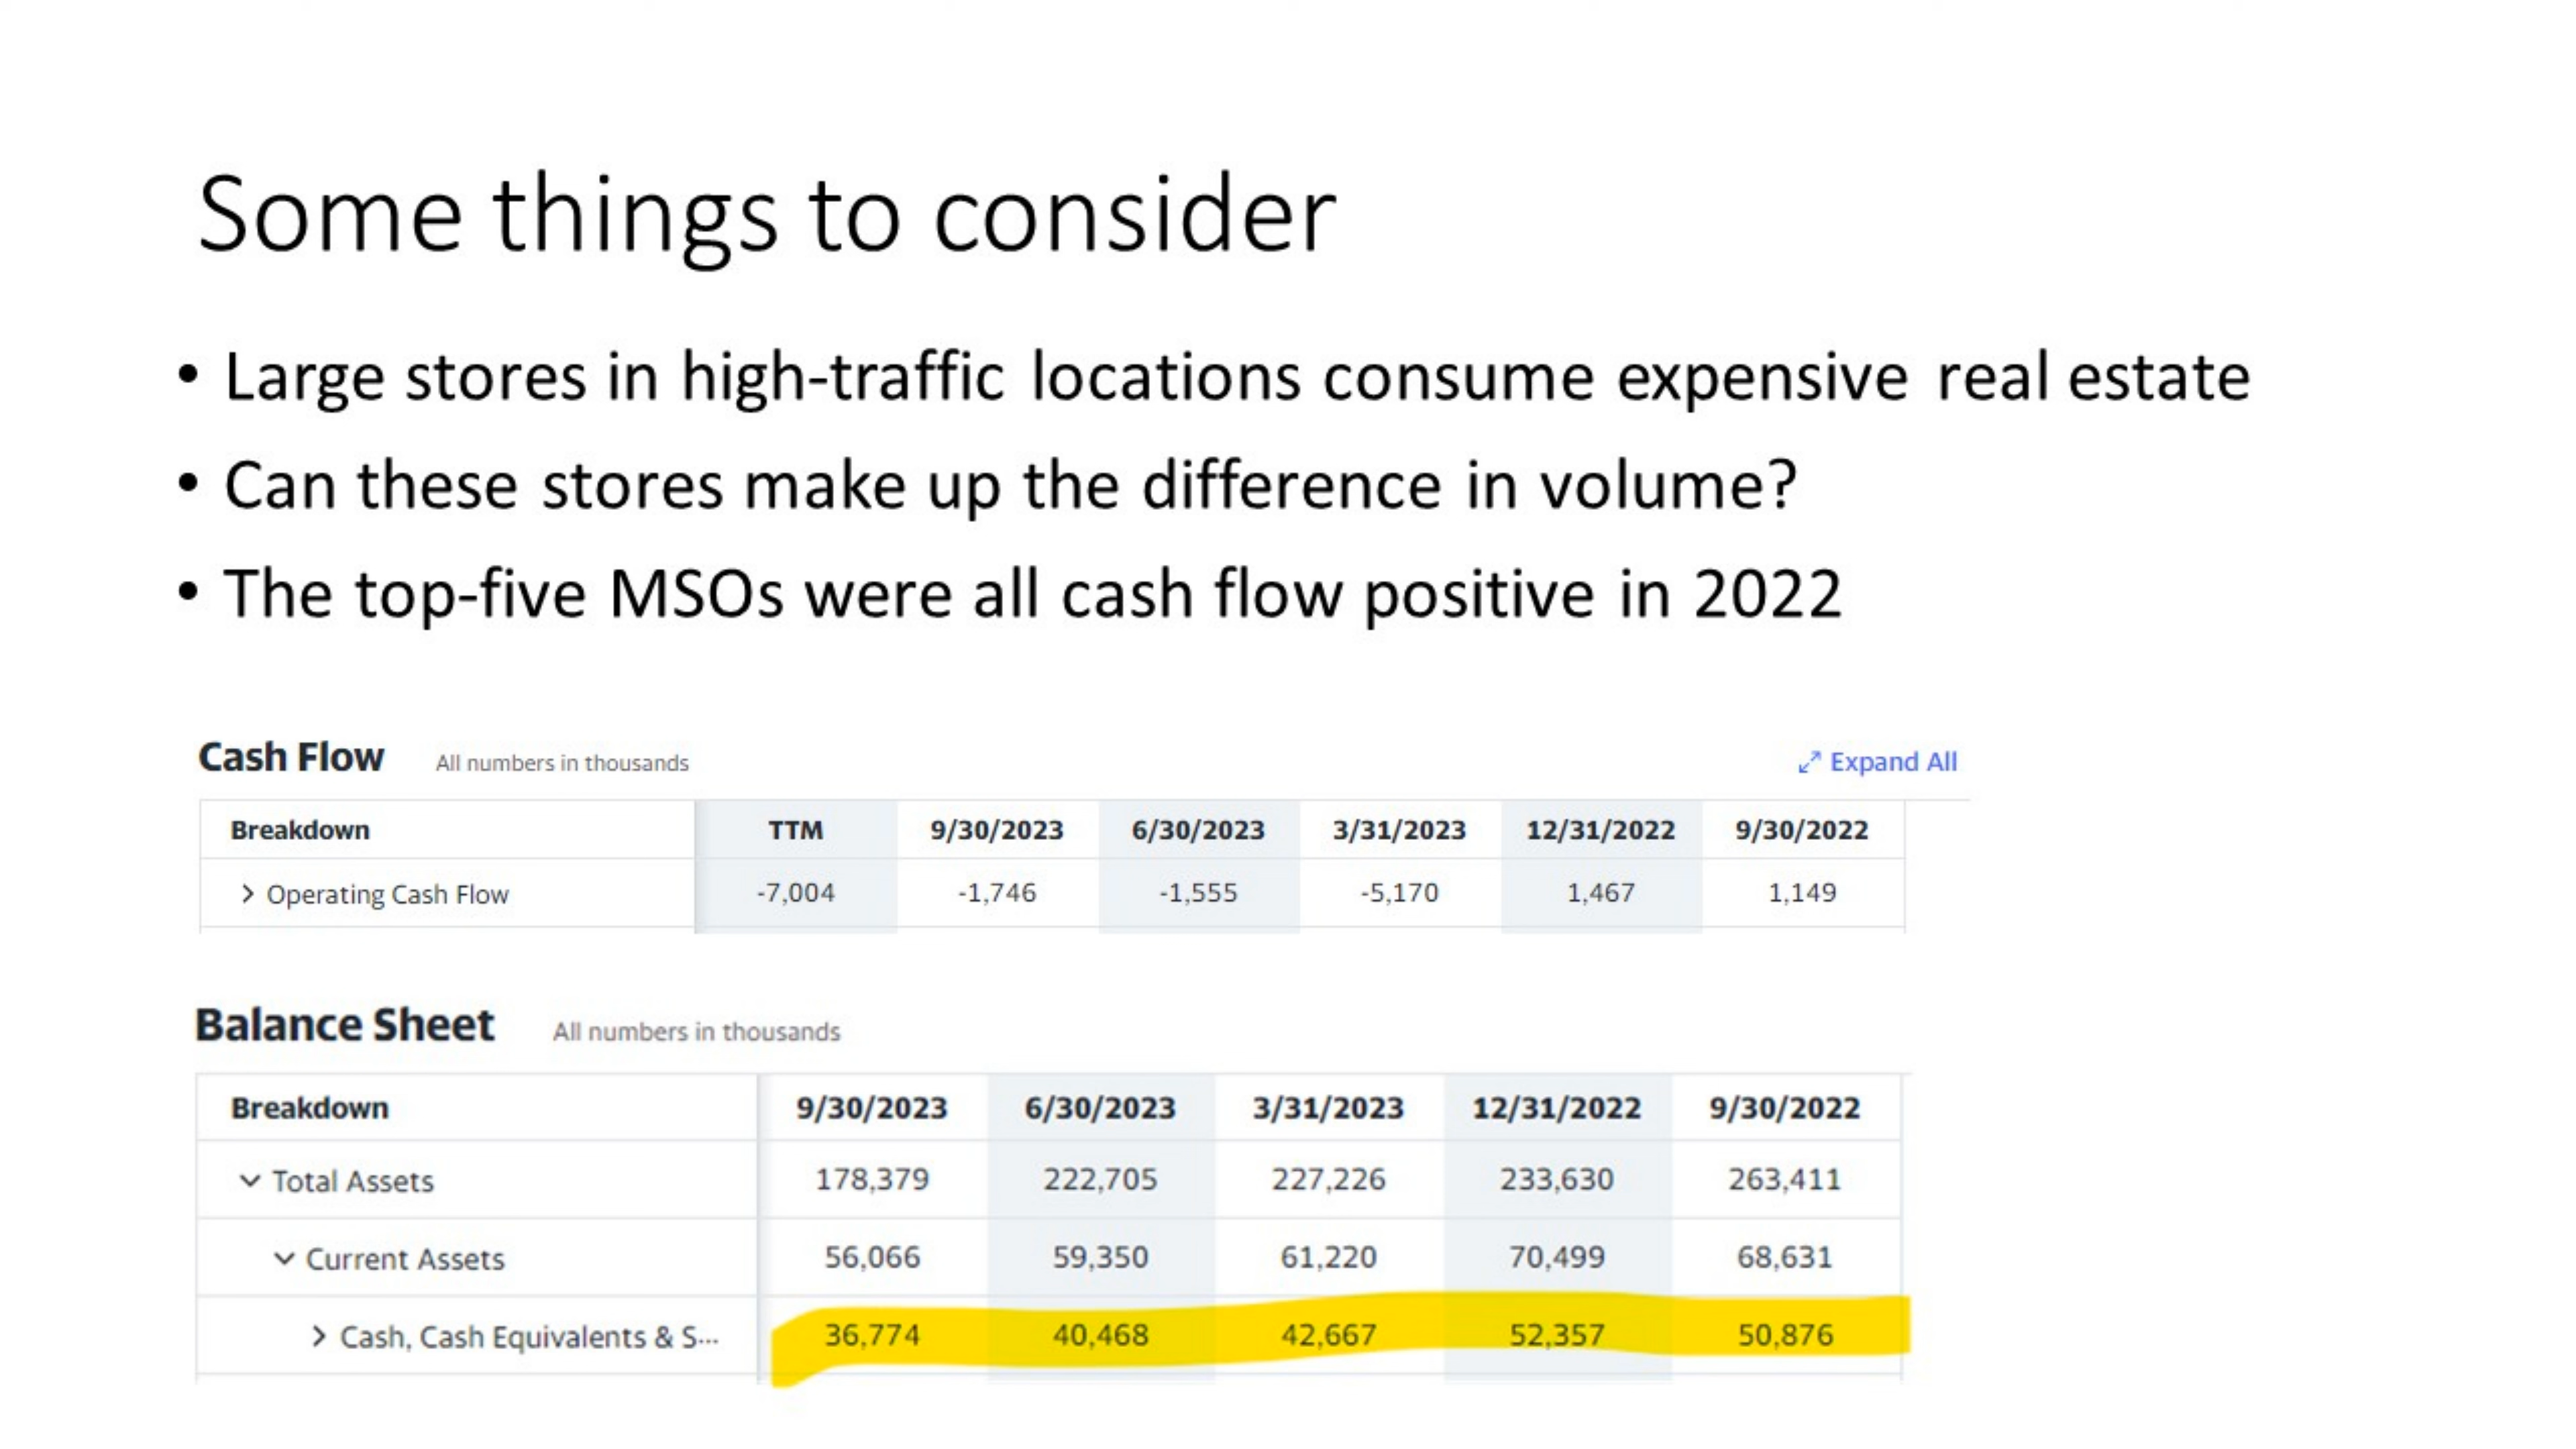 Some things to consider
• Large stores in high-traffic locations consume expensive real estate
• Can these stores make up the difference in volume?
• The top-five MSOs were all cash flow positive in 2022
Cash Flow All numbers in thousands Expand All
Breakdown TTM 9/30/2023 6/30/2023 3/31/2023 12/31/2022 9/30/2022
Operating Cash Flow -7,004 -1,746 -1,555 -5,170 1,467 1,149
Balance Sheet All numbers in thousands
Breakdown 9/30/2023 6/30/2023 3/31/2023 12/31/2022 9/30/2022
Total Assets 178,379 222,705 227,226 233,630 263,411
Current Assets 56,066 59,350 61,220 70,499 68,631
Cash, Cash Equivalents & S... 36,774 40,468 42,667 52,357 50,876